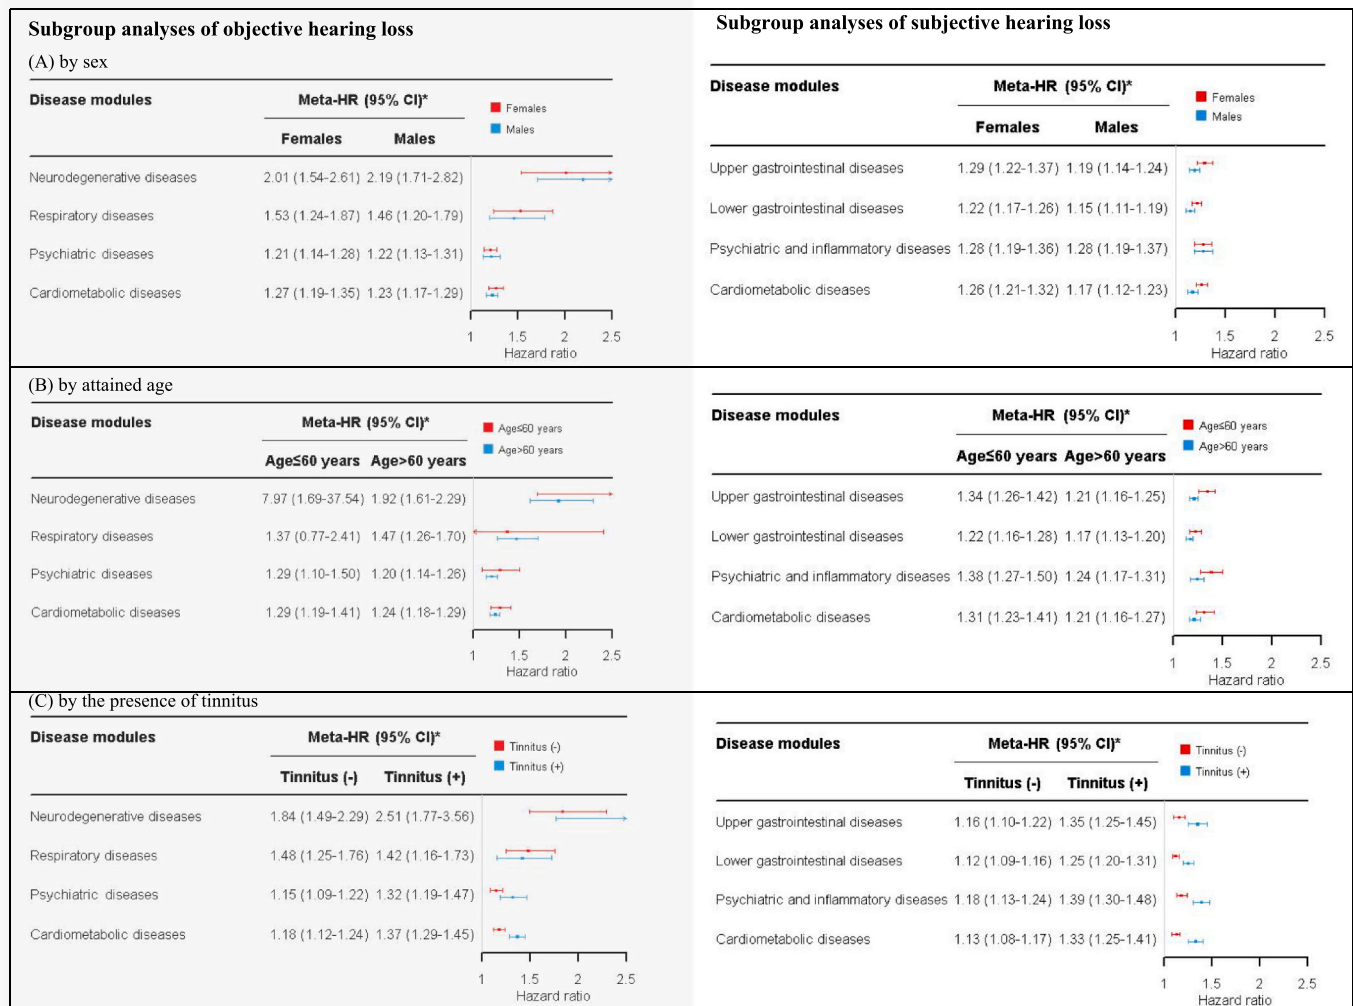 Subgroup analyses of objective hearing loss
(A) by sex
Disease modules Meta-HR (95% CI)* Females
Males
Females Males
Neurodegenerative diseases 2.01 (1.54-2.61) 2.19 (1.71-2.82)
Respiratory diseases 1.53 (1.24-1.87) 1.46 (1.20-1.79)
Psychiatric diseases 1.21 (1.14-1.28) 1.22 (1.13-1.31)
Cardiometabolic diseases 1.27 (1.19-1.35) 1.23 (1.17-1.29)
1 1.5 2 2.5
Hazard ratio
Subgroup analyses of subjective hearing loss
Disease modules Meta-HR (95% CI)* Females
Males
Females Males
Upper gastrointestinal diseases 1.29 (1.22-1.37) 1.19 (1.14-1.24)
Lower gastrointestinal diseases 1.22 (1.17-1.26) 1.15 (1.11-1.19)
Psychiatric and inflammatory diseases 1.28 (1.19-1.36) 1.28 (1.19-1.37)
Cardiometabolic diseases 1.26 (1.21-1.32) 1.17 (1.12-1.23)
1 1.5 2 2.5
Hazard ratio
(B) by attained age
Disease modules Meta-HR (95% CI)* Age≤60 years
Age>60 years
Age≤60 years Age>60 years
Neurodegenerative diseases 7.97 (1.69-37.54) 1.92 (1.61-2.29)
Respiratory diseases 1.37 (0.77-2.41) 1.47 (1.26-1.70)
Psychiatric diseases 1.29 (1.10-1.50) 1.20 (1.14-1.26)
Cardiometabolic diseases 1.29 (1.19-1.41) 1.24 (1.18-1.29)
1 1.5 2 2.5
Hazard ratio
Disease modules Meta-HR (95% CI)* Age≤60 years
Age>60 years
Age≤60 years Age>60 years
Upper gastrointestinal diseases 1.34 (1.26-1.42) 1.21 (1.16-1.25)
Lower gastrointestinal diseases 1.22 (1.16-1.28) 1.17 (1.13-1.20)
Psychiatric and inflammatory diseases 1.38 (1.27-1.50) 1.24 (1.17-1.31)
Cardiometabolic diseases 1.31 (1.23-1.41) 1.21 (1.16-1.27)
1 1.5 2 2.5
Hazard ratio
(C) by the presence of tinnitus
Disease modules Meta-HR (95% CI)* Tinnitus (-)
Tinnitus (+)
Tinnitus (-) Tinnitus (+)
Neurodegenerative diseases 1.84 (1.49-2.29) 2.51 (1.77-3.56)
Respiratory diseases 1.48 (1.25-1.76) 1.42 (1.16-1.73)
Psychiatric diseases 1.15 (1.09-1.22) 1.32 (1.19-1.47)
Cardiometabolic diseases 1.18 (1.12-1.24) 1.37 (1.29-1.45)
1 1.5 2 2.5
Hazard ratio
Disease modules Meta-HR (95% CI)* Tinnitus (-)
Tinnitus (+)
Tinnitus (-) Tinnitus (+)
Upper gastrointestinal diseases 1.16 (1.10-1.22) 1.35 (1.25-1.45)
Lower gastrointestinal diseases 1.12 (1.09-1.16) 1.25 (1.20-1.31)
Psychiatric and inflammatory diseases 1.18 (1.13-1.24) 1.39 (1.30-1.48)
Cardiometabolic diseases 1.13 (1.08-1.17) 1.33 (1.25-1.41)
1 1.5 2 2.5
Hazard ratio